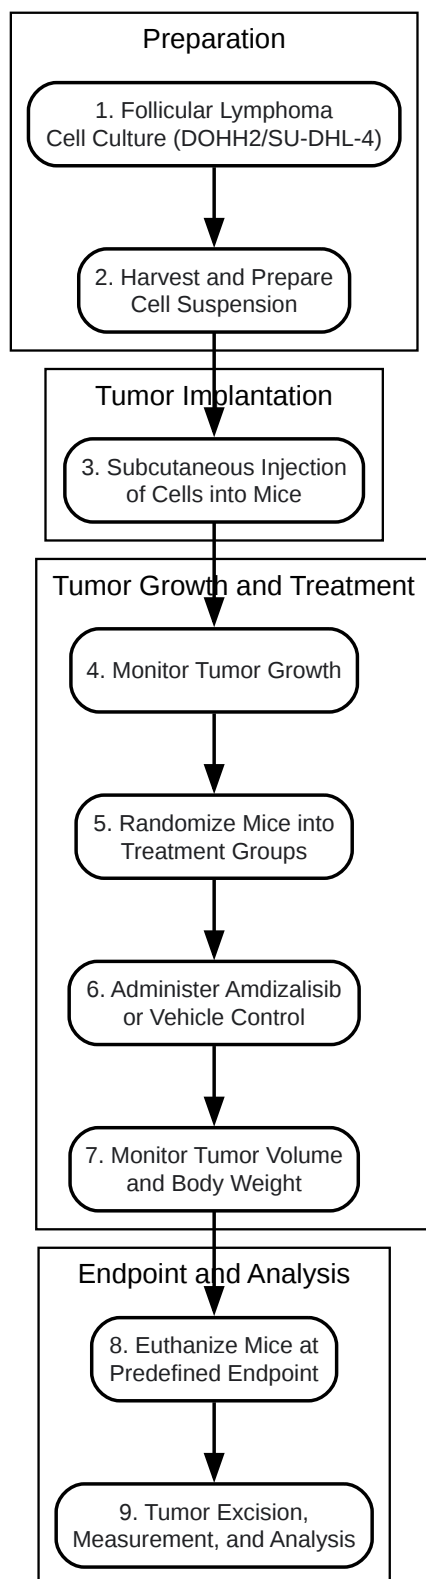 Preparation
1. Follicular Lymphoma
Cell Culture (DOHH2/SU-DHL-4)
2. Harvest and Prepare
Cell Suspension
Tumor Implantation
3. Subcutaneous Injection
of Cells into Mice
Tumor Growth and Treatment
4. Monitor Tumor Growth
5. Randomize Mice into
Treatment Groups
6. Administer Amdizalisib
or Vehicle Control
7. Monitor Tumor Volume
and Body Weight
Endpoint and Analysis
8. Euthanize Mice at
Predefined Endpoint
9. Tumor Excision,
Measurement, and Analysis